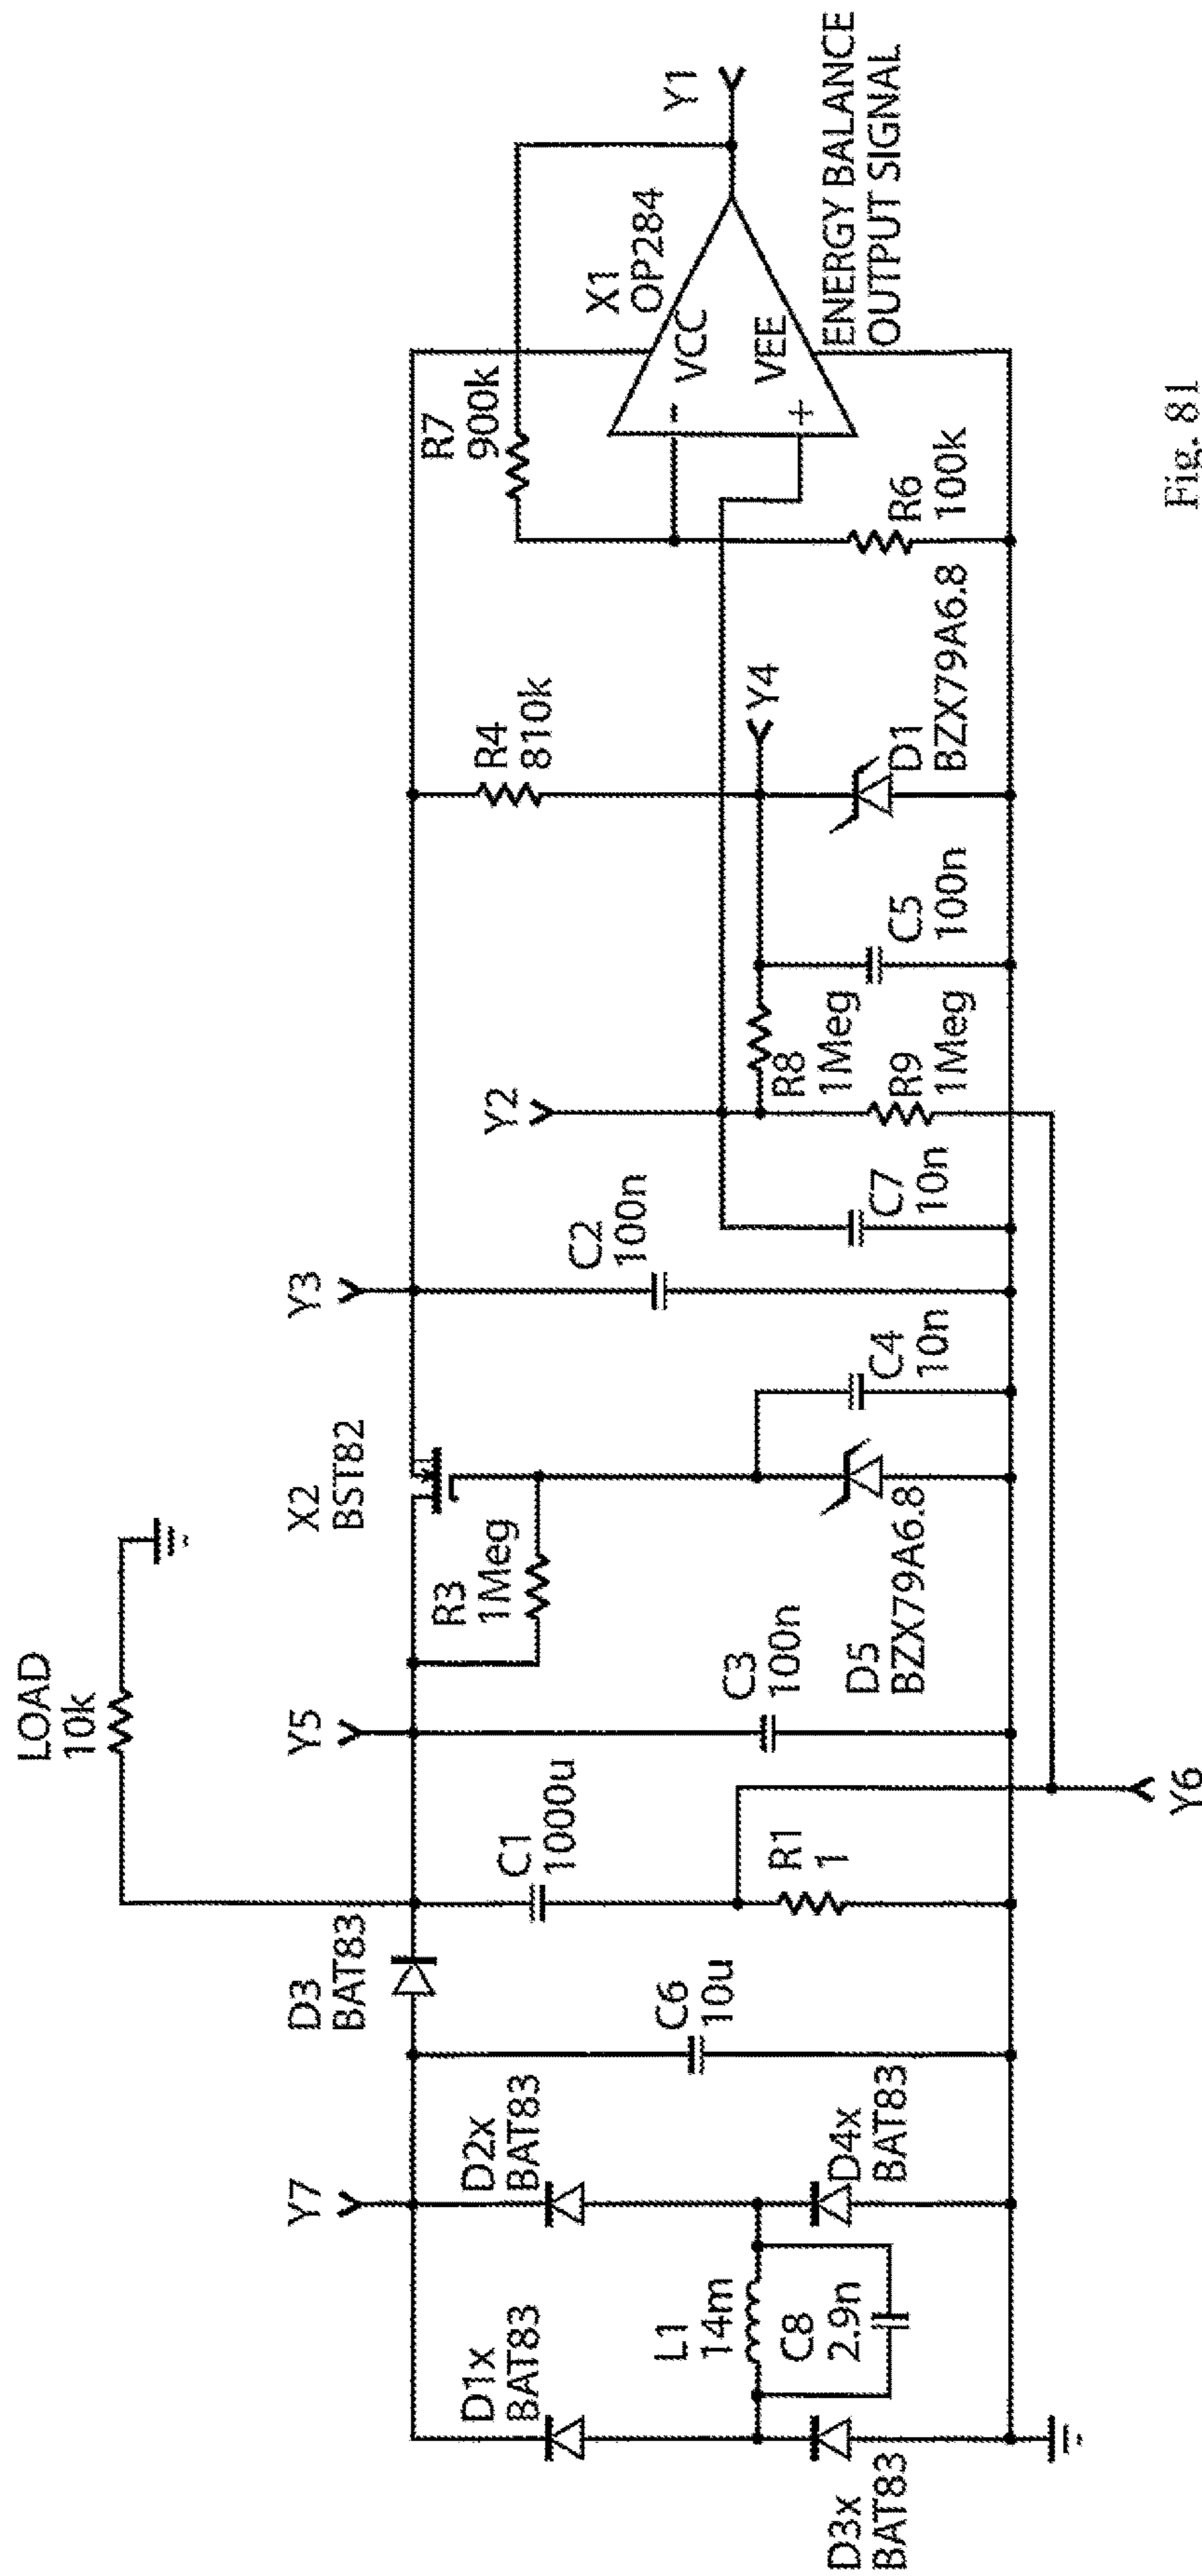 LOAD
10k
D3
BAT83
Y7
D1x
BAT83
D2x
BAT83
L1
14m
C8
2.9n
D3x
BAT83
D4x
BAT83
C6
10u
C1
1000u
R1
1
Y6
Y5
C3
100n
R3
1Meg
X2
BST82
D5
BZX79A6.8
C4
10n
Y3
C2
100n
C7
10n
Y2
R8
1Meg
R9
1Meg
C5
100n
R4
810k
Y4
D1
BZX79A6.8
R7
900k
R6
100k
X1
OP284
VCC
-
VEE
+
Y1
ENERGY BALANCE
OUTPUT SIGNAL
Fig. 81